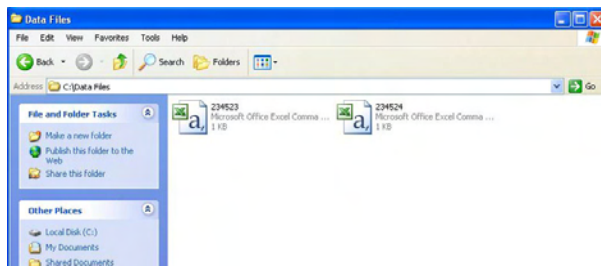 Data Files
File Edit View Favorites Tools Help
Back Search Folders
Address C:\Data Files Go
File and Folder Tasks
Make a new folder
Publish this folder to the
Web
Share this folder
Other Places
Local Disk (C:)
My Documents
Shared Documents
234523
Microsoft Office Excel Comma ...
1 KB
234524
Microsoft Office Excel Comma ...
1 KB